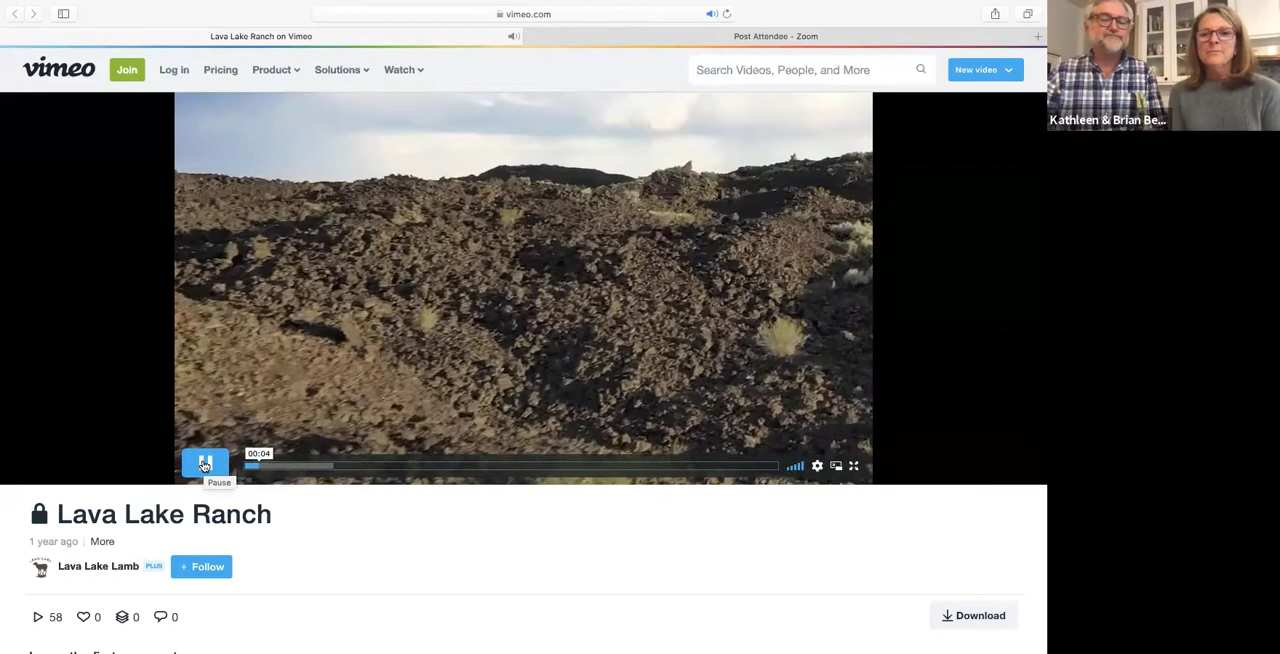 vimeo.com
Lava Lake Ranch on Vimeo
Post Attendee - Zoom
vimeo
Join
Log in
Pricing
Product
Solutions
Watch
Search Videos, People, and More
New video
Kathleen & Brian Be...
00:04
Pause
Lava Lake Ranch
1 year ago
More
Lava Lake Lamb PLUS
+ Follow
58
0
0
0
Download